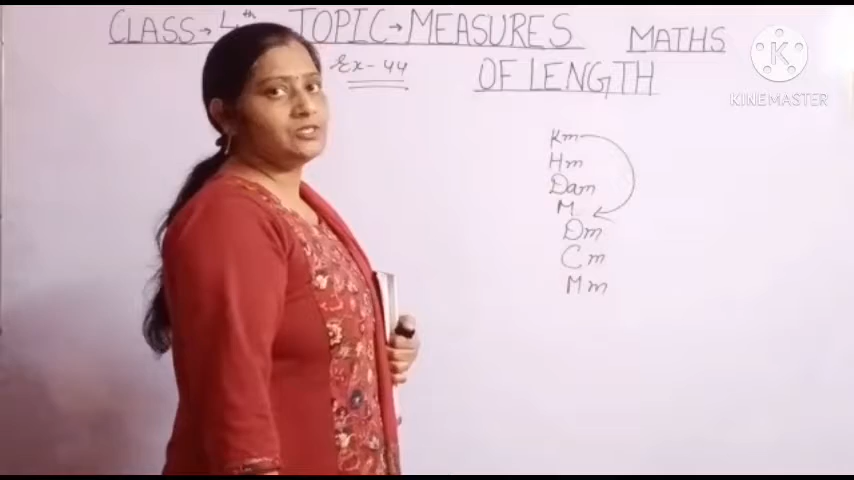 CLASS → 4th TOPIC → MEASURES
MATHS
Ex - 44
OF LENGTH
KINEMASTER
Km
Hm
Dam
M
Dm
Cm
Mm